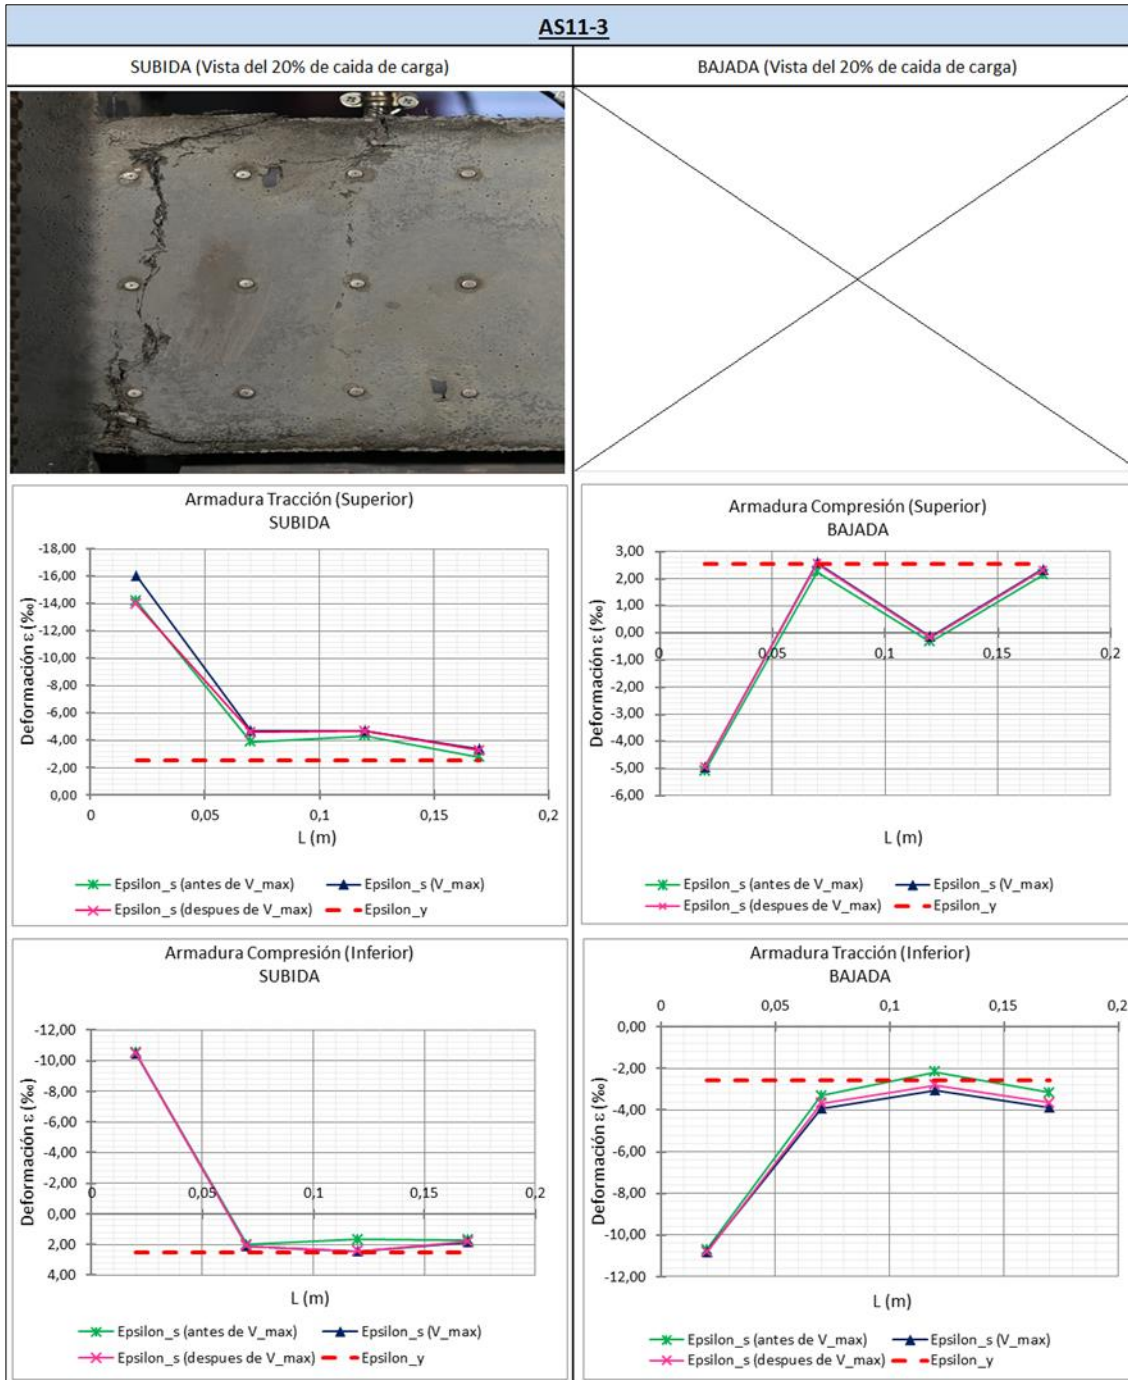 AS11-3
SUBIDA (Vista del 20% de caida de carga)
BAJADA (Vista del 20% de caida de carga)
Armadura Tracción (Superior)
SUBIDA
-18,00
-16,00
-14,00
-12,00
-10,00
-8,00
-6,00
-4,00
-2,00
0,00
Deformación ε (‰)
0 0,05 0,1 0,15 0,2
L (m)
Epsilon_s (antes de V_max) Epsilon_s (V_max)
Epsilon_s (despues de V_max) Epsilon_y
Armadura Compresión (Superior)
BAJADA
3,00
2,00
1,00
0,00
-1,00
-2,00
-3,00
-4,00
-5,00
-6,00
Deformación ε (‰)
0 0,05 0,1 0,15 0,2
L (m)
Epsilon_s (antes de V_max) Epsilon_s (V_max)
Epsilon_s (despues de V_max) Epsilon_y
Armadura Compresión (Inferior)
SUBIDA
-12,00
-10,00
-8,00
-6,00
-4,00
-2,00
0,00
2,00
4,00
Deformación ε (‰)
0 0,05 0,1 0,15 0,2
L (m)
Epsilon_s (antes de V_max) Epsilon_s (V_max)
Epsilon_s (despues de V_max) Epsilon_y
Armadura Tracción (Inferior)
BAJADA
0 0,05 0,1 0,15 0,2
0,00
-2,00
-4,00
-6,00
-8,00
-10,00
-12,00
Deformación ε (‰)
L (m)
Epsilon_s (antes de V_max) Epsilon_s (V_max)
Epsilon_s (despues de V_max) Epsilon_y